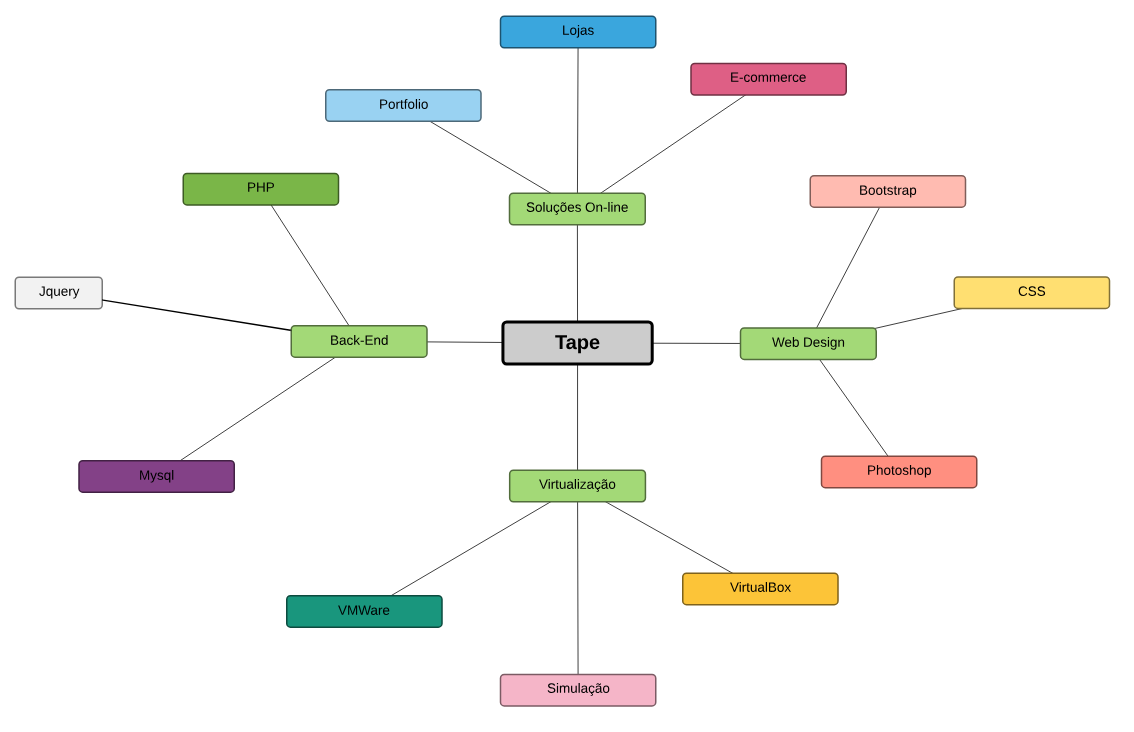 Lojas
E-commerce
Portfolio
PHP
Bootstrap
Soluções On-line
Jquery
CSS
Back-End
Tape
Web Design
Mysql
Photoshop
Virtualização
VirtualBox
VMWare
Simulação